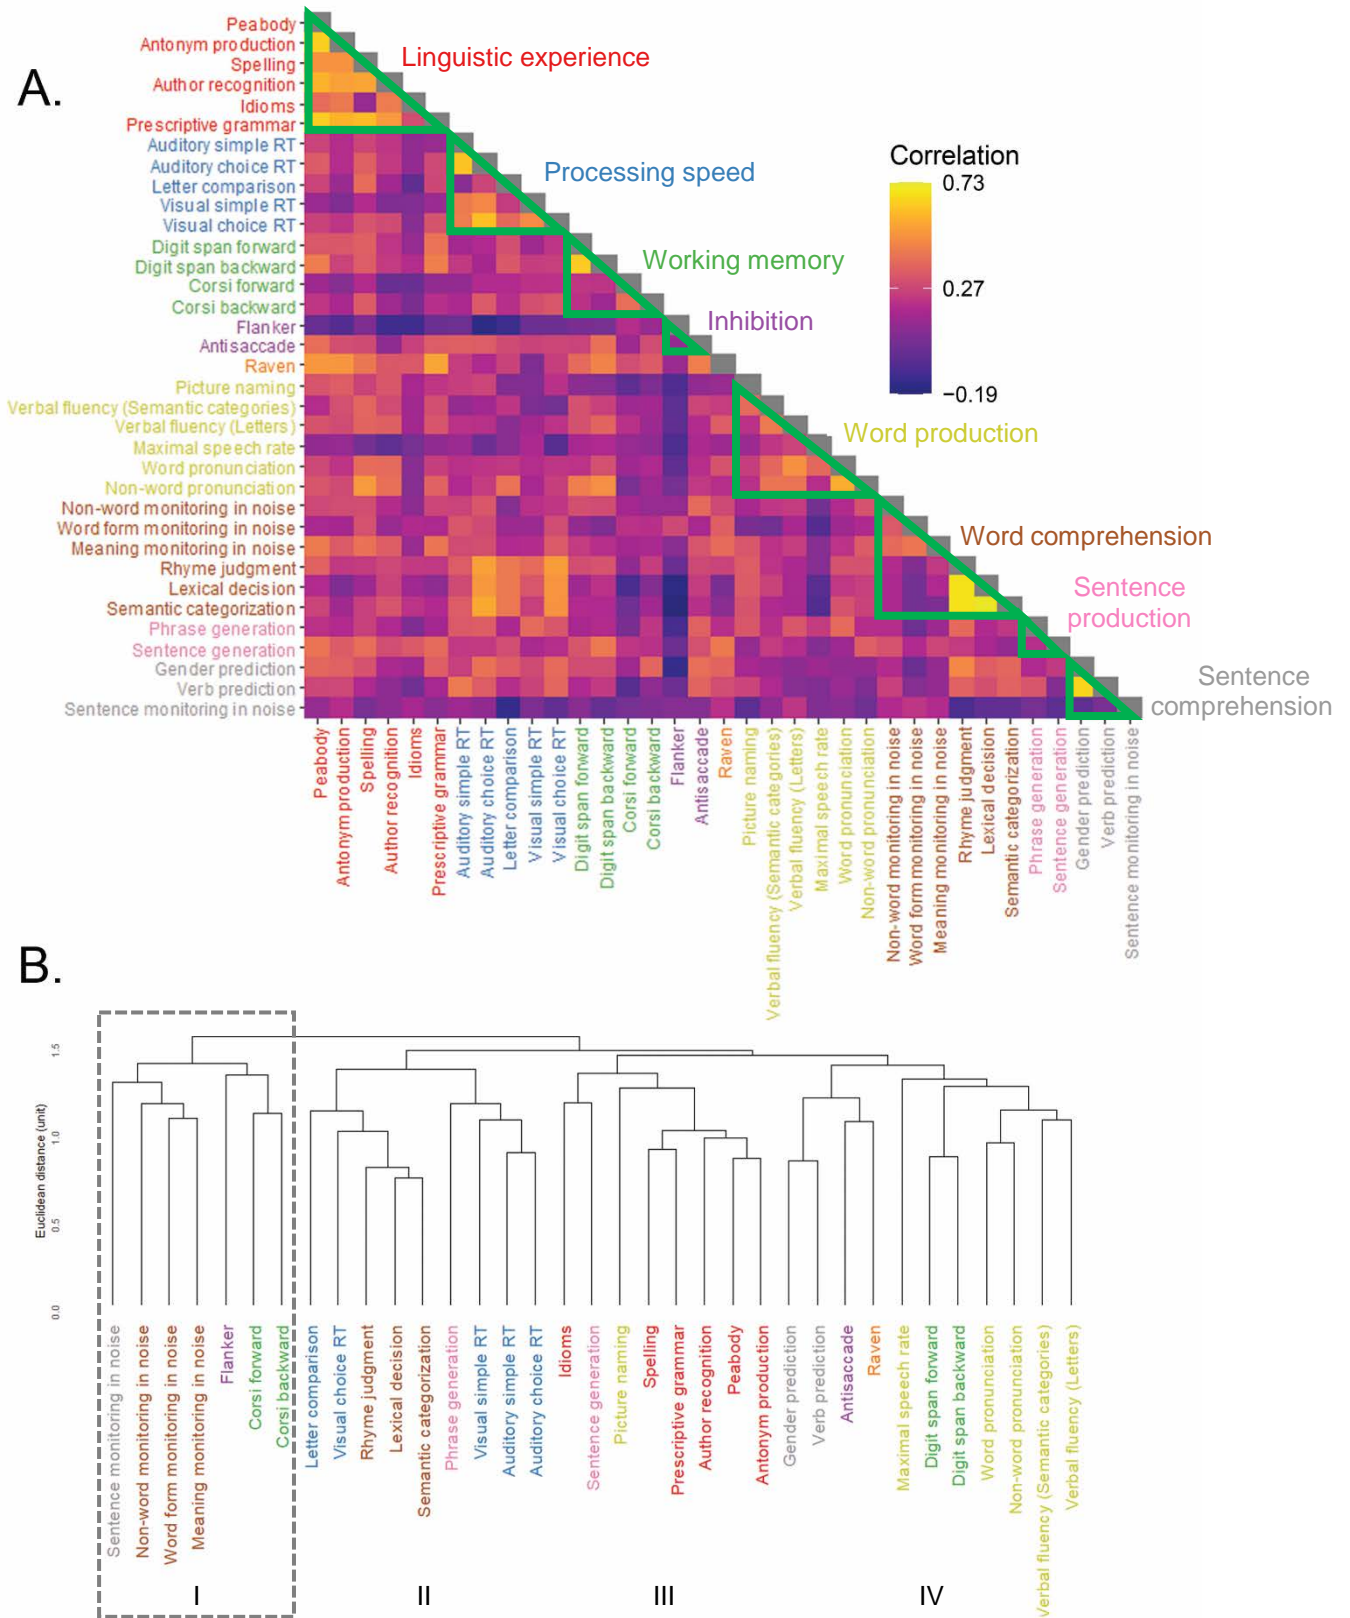 A.
Peabody
Antonym production
Spelling
Author recognition
Idioms
Prescriptive grammar
Auditory simple RT
Auditory choice RT
Letter comparison
Visual simple RT
Visual choice RT
Digit span forward
Digit span backward
Corsi forward
Corsi backward
Flanker
Antisaccade
Raven
Picture naming
Verbal fluency (Semantic categories)
Verbal fluency (Letters)
Maximal speech rate
Word pronunciation
Non-word pronunciation
Non-word monitoring in noise
Word form monitoring in noise
Meaning monitoring in noise
Rhyme judgment
Lexical decision
Semantic categorization
Phrase generation
Sentence generation
Gender prediction
Verb prediction
Sentence monitoring in noise
Linguistic experience
Processing speed
Working memory
Inhibition
Word production
Word comprehension
Sentence
production
Sentence
comprehension
Correlation
0.73
0.27
−0.19
Peabody
Antonym production
Spelling
Author recognition
Idioms
Prescriptive grammar
Auditory simple RT
Auditory choice RT
Letter comparison
Visual simple RT
Visual choice RT
Digit span forward
Digit span backward
Corsi forward
Corsi backward
Flanker
Antisaccade
Raven
Picture naming
Verbal fluency (Semantic categories)
Verbal fluency (Letters)
Maximal speech rate
Word pronunciation
Non-word pronunciation
Non-word monitoring in noise
Word form monitoring in noise
Meaning monitoring in noise
Rhyme judgment
Lexical decision
Semantic categorization
Phrase generation
Sentence generation
Gender prediction
Verb prediction
Sentence monitoring in noise
B.
Euclidean distance (unit)
1.5
1.0
0.5
0.0
Sentence monitoring in noise
Non-word monitoring in noise
Word form monitoring in noise
Meaning monitoring in noise
Flanker
Corsi forward
Corsi backward
Letter comparison
Visual choice RT
Rhyme judgment
Lexical decision
Semantic categorization
Phrase generation
Visual simple RT
Auditory simple RT
Auditory choice RT
Idioms
Sentence generation
Picture naming
Spelling
Prescriptive grammar
Author recognition
Peabody
Antonym production
Gender prediction
Verb prediction
Antisaccade
Raven
Maximal speech rate
Digit span forward
Digit span backward
Word pronunciation
Non-word pronunciation
Verbal fluency (Semantic categories)
Verbal fluency (Letters)
I
II
III
IV